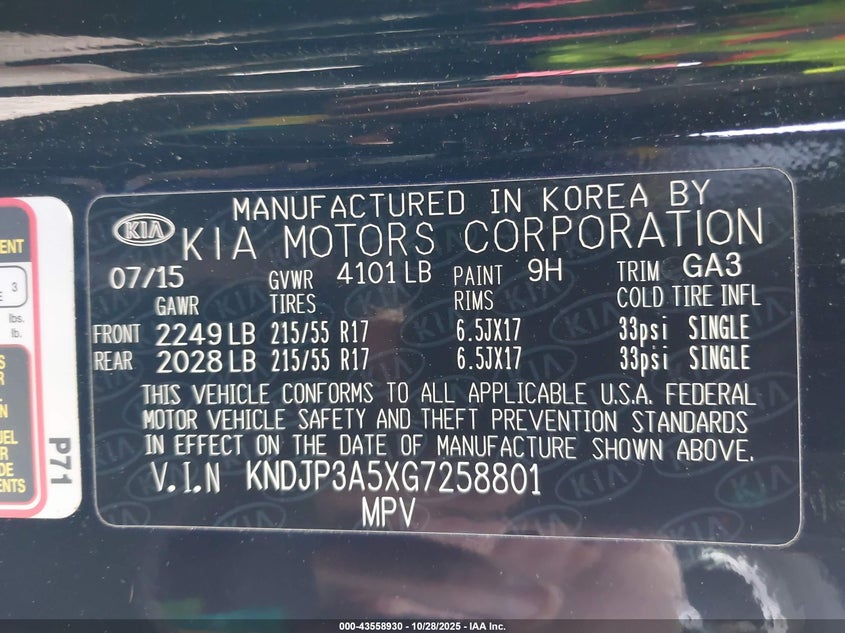 MANUFACTURED IN KOREA BY
KIA KIA MOTORS CORPORATION
07/15 GVWR 4101 LB PAINT 9H TRIM GA3
GAWR TIRES RIMS COLD TIRE INFL
FRONT 2249 LB 215/55 R17 6.5JX17 33psi SINGLE
REAR 2028 LB 215/55 R17 6.5JX17 33psi SINGLE
THIS VEHICLE CONFORMS TO ALL APPLICABLE U.S.A. FEDERAL
MOTOR VEHICLE SAFETY AND THEFT PREVENTION STANDARDS
IN EFFECT ON THE DATE OF MANUFACTURE SHOWN ABOVE.
V.I.N KNDJP3A5XG7258801
MPV
3
lbs.
lb.
P71
000-43558930 - 10/28/2025 - IAA Inc.